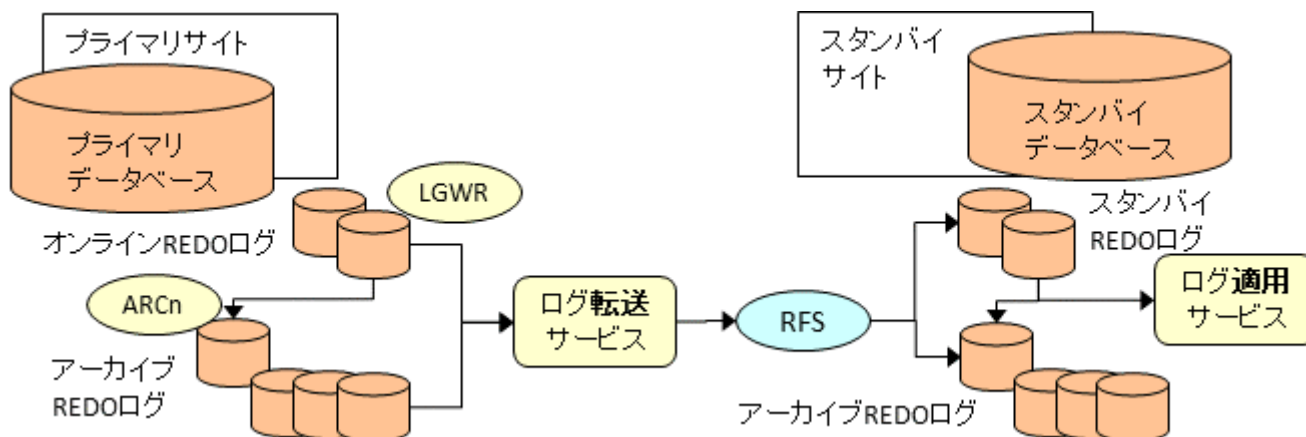 プライマリサイト
プライマリ
データベース
LGWR
オンラインREDOログ
ARCn
アーカイブ
REDOログ
ログ転送
サービス
RFS
スタンバイ
サイト
スタンバイ
データベース
スタンバイ
REDOログ
ログ適用
サービス
アーカイブREDOログ